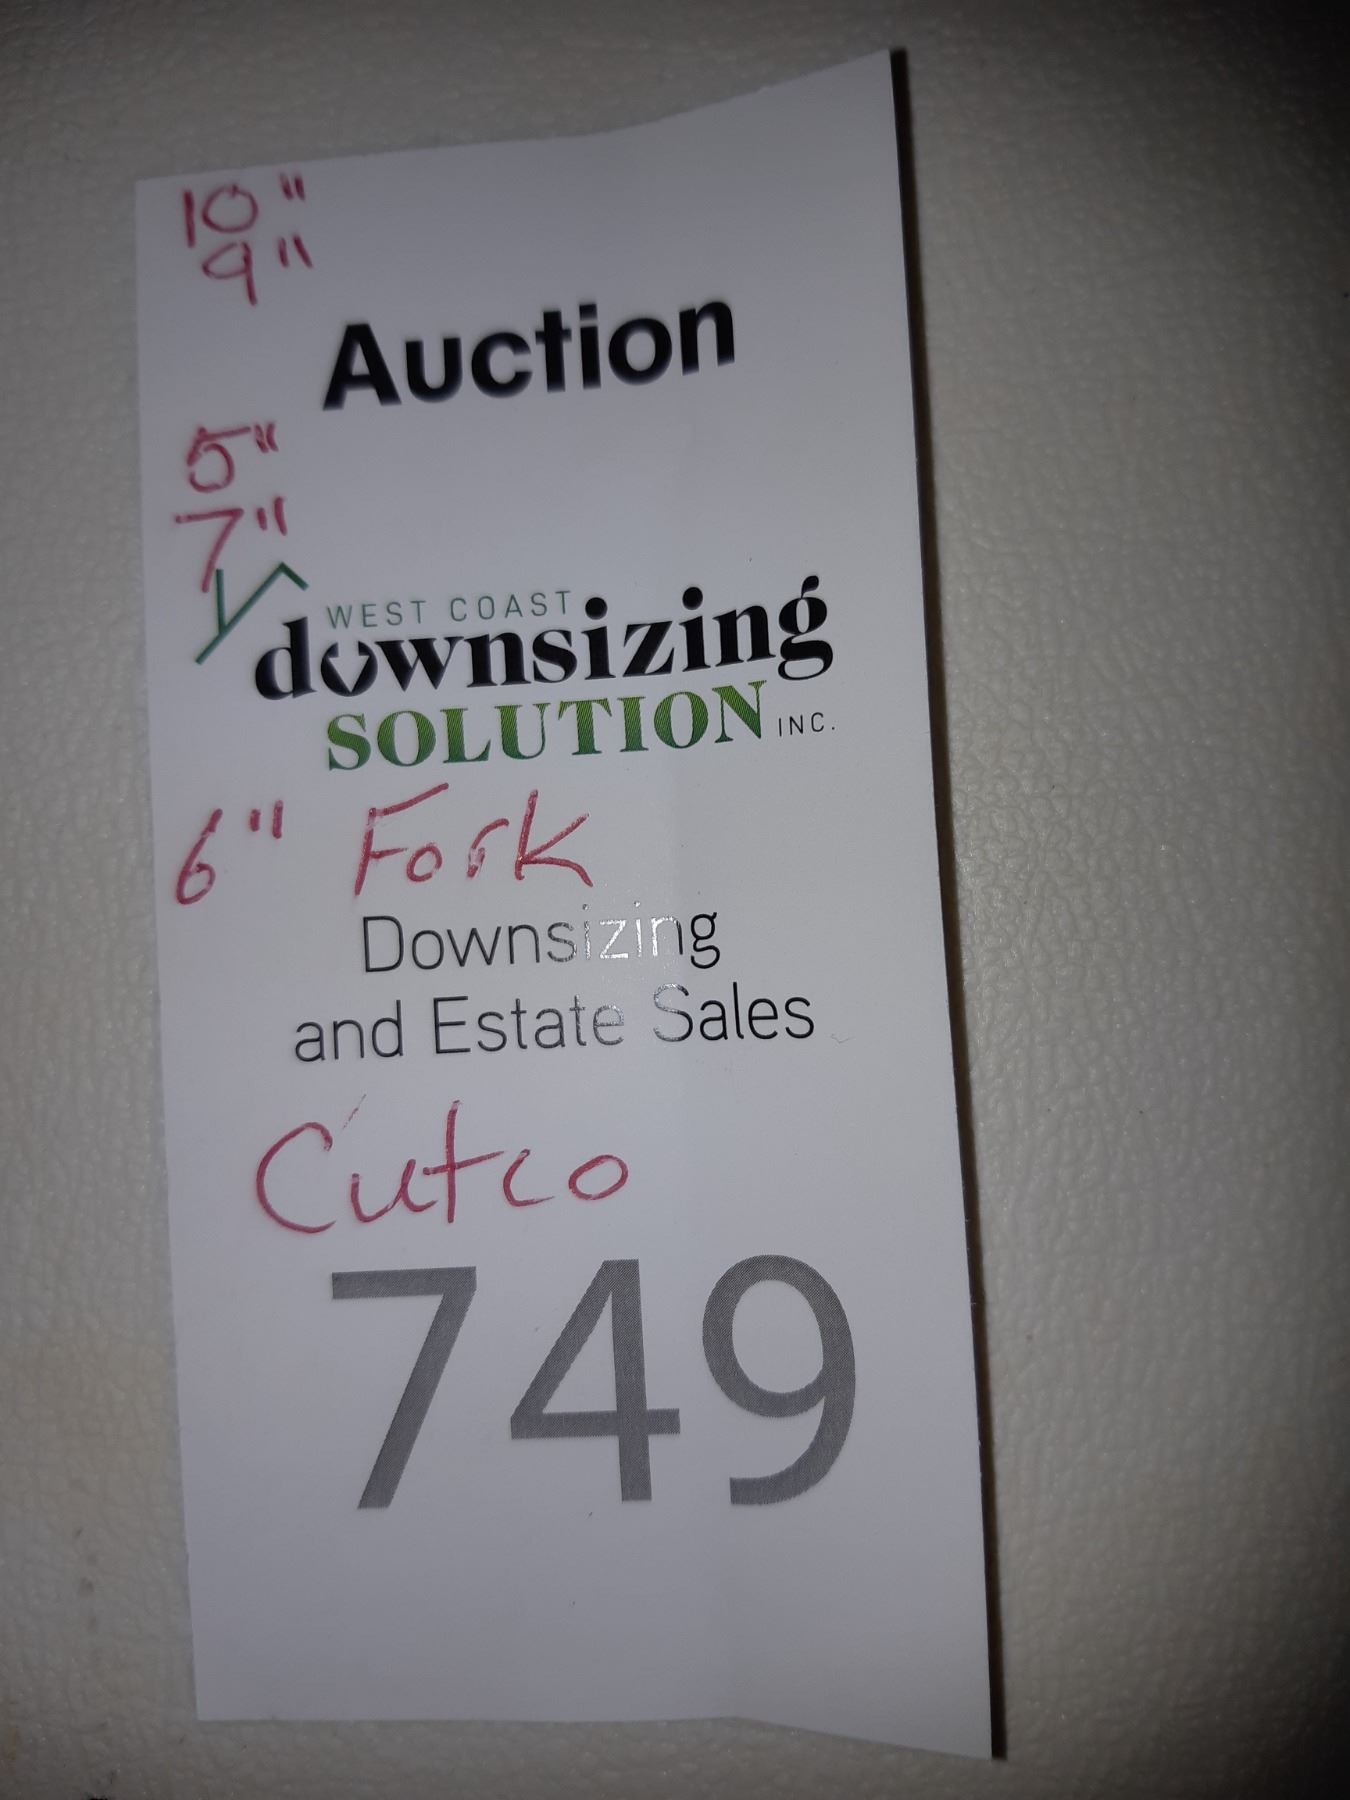 10"
9"
Auction
5"
7"
WEST COAST
downsizing
SOLUTION INC.
6" Fork
Downsizing
and Estate Sales
Cutco
749